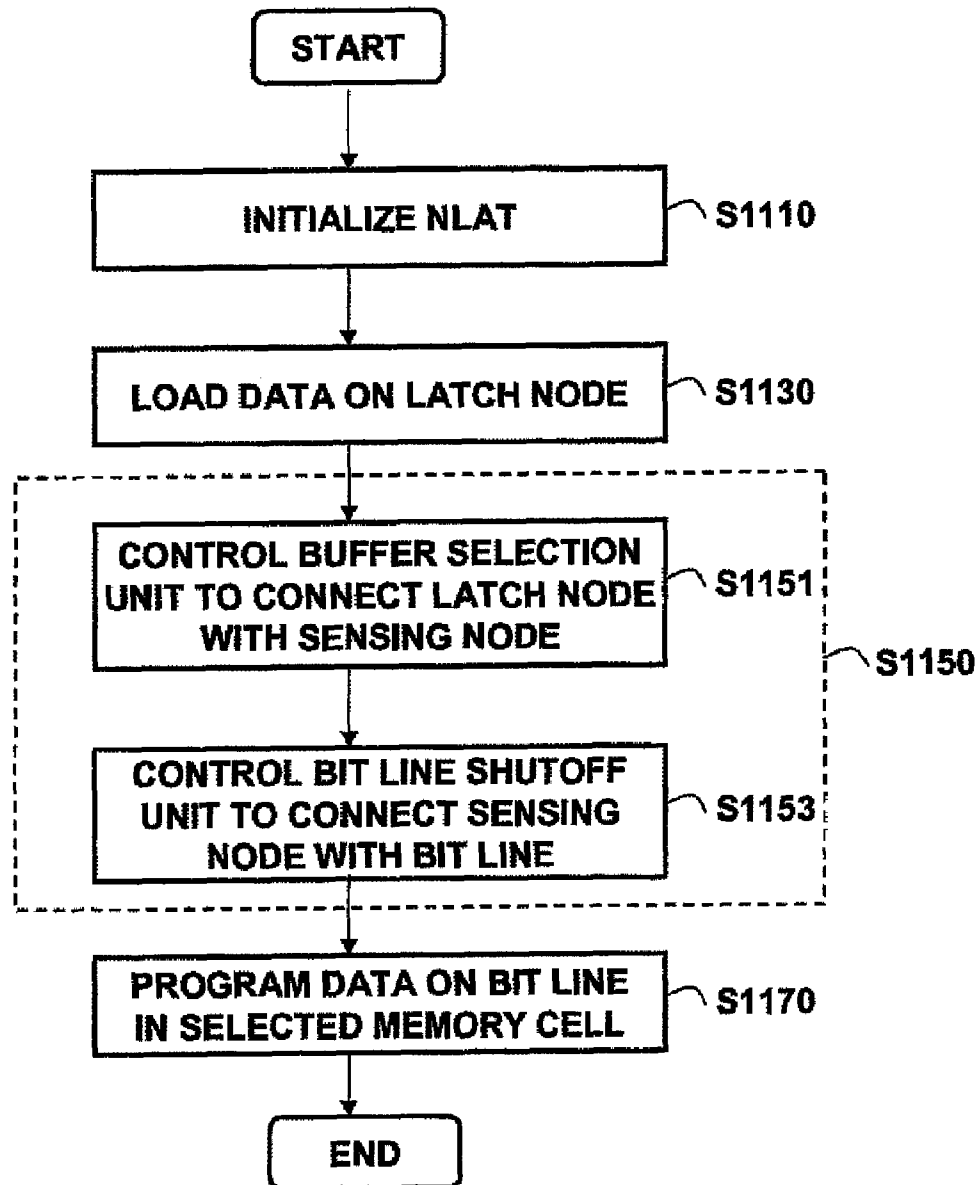 START
INITIALIZE NLAT
S1110
LOAD DATA ON LATCH NODE
S1130
CONTROL BUFFER SELECTION
UNIT TO CONNECT LATCH NODE
WITH SENSING NODE
S1151
S1150
CONTROL BIT LINE SHUTOFF
UNIT TO CONNECT SENSING
NODE WITH BIT LINE
S1153
PROGRAM DATA ON BIT LINE
IN SELECTED MEMORY CELL
S1170
END